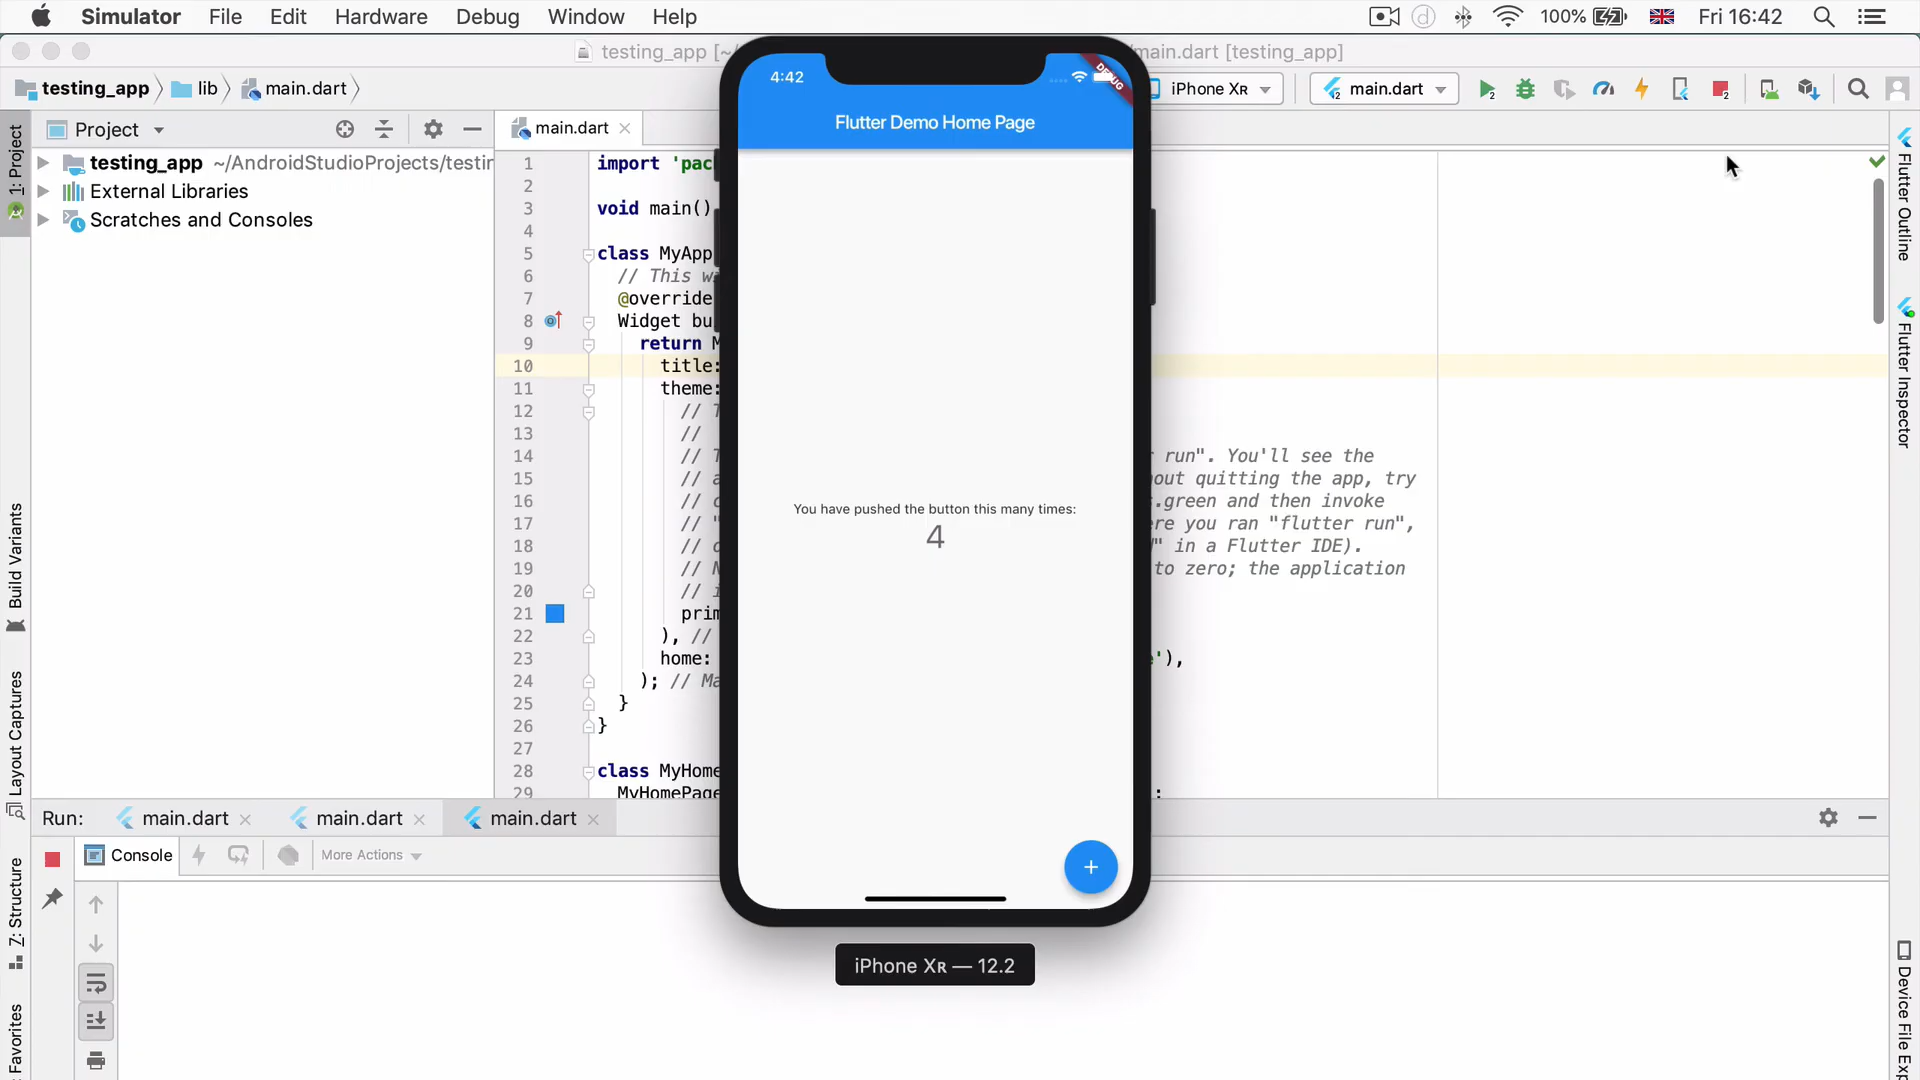 Simulator File Edit Hardware Debug Window Help
100% Fri 16:42
testing_app [~/
main.dart [testing_app]
testing_app lib main.dart
iPhone Xʀ main.dart
1: Project
Project
main.dart
testing_app ~/AndroidStudioProjects/testin
External Libraries
Scratches and Consoles
Build Variants
Layout Captures
Z: Structure
Favorites
1 import 'pac
2
3 void main()
4
5 class MyApp
6 // This w
7 @override
8 Widget bu
9 return M
10 title:
11 theme:
12 // T
13 //
14 // T
run". You'll see the
15 // a
out quitting the app, try
16 // c
.green and then invoke
17 // "
re you ran "flutter run",
18 // o
" in a Flutter IDE).
19 // N
to zero; the application
20 // i
21 prim
22 ), //
23 home:
e'),
24 ); // Ma
25 }
26 }
27
28 class MyHome
29 MyHomePage
:
4:42
DEBUG
Flutter Demo Home Page
You have pushed the button this many times:
4
+
iPhone Xʀ — 12.2
Flutter Outline
Flutter Inspector
Device File Exp
Run: main.dart main.dart main.dart
Console More Actions